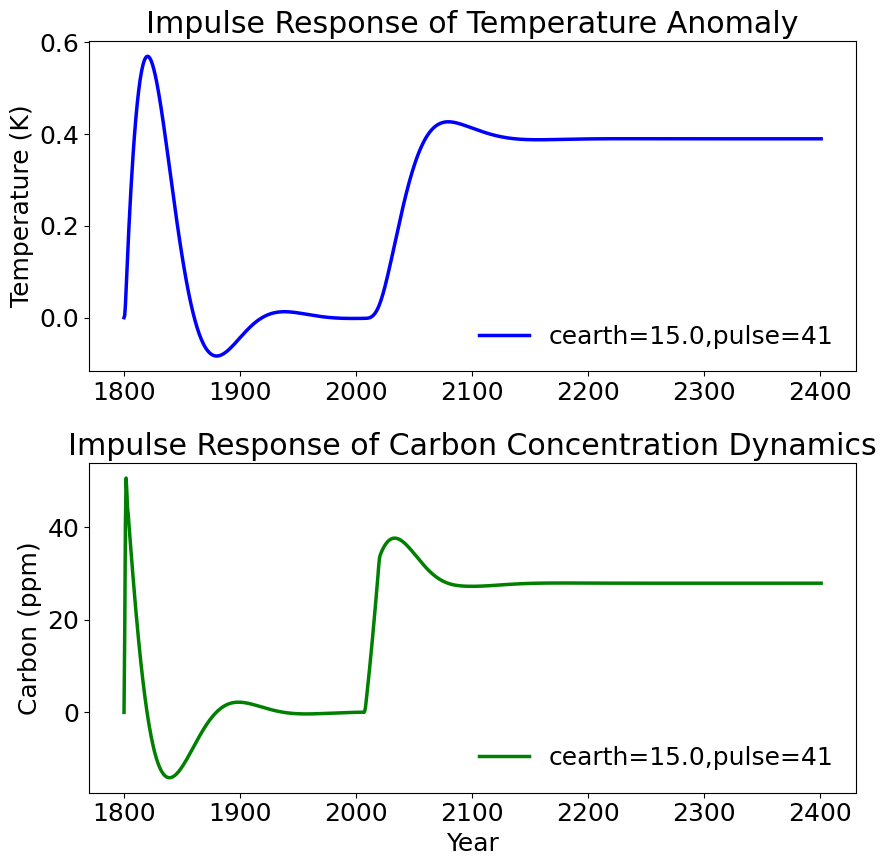 Impulse Response of Temperature Anomaly
0.6
0.4
0.2
0.0
Temperature (K)
cearth=15.0,pulse=41
1800 1900 2000 2100 2200 2300 2400
Impulse Response of Carbon Concentration Dynamics
40
20
0
Carbon (ppm)
cearth=15.0,pulse=41
1800 1900 2000 2100 2200 2300 2400
Year